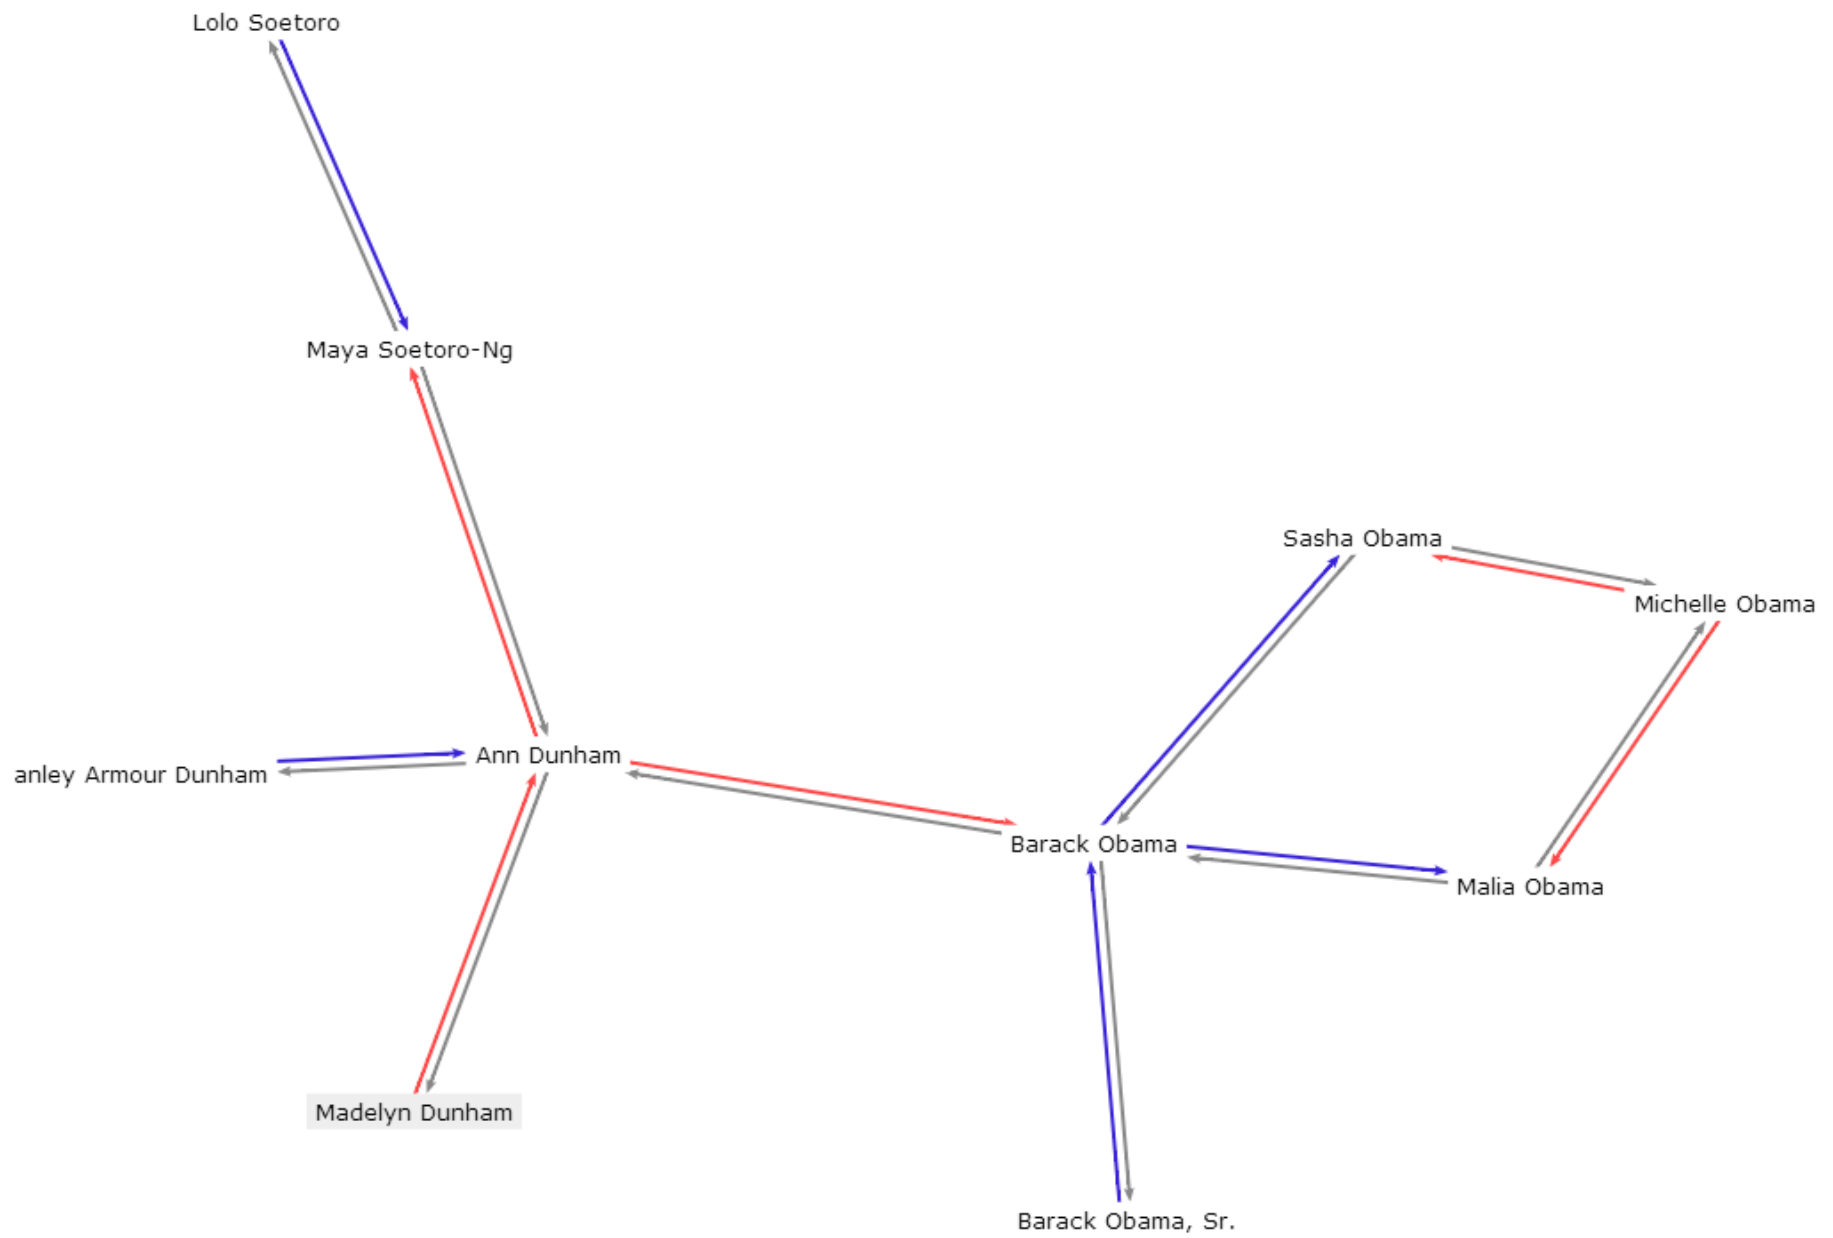 Lolo Soetoro
Maya Soetoro-Ng
Sasha Obama
Michelle Obama
Ann Dunham
anley Armour Dunham
Barack Obama
Malia Obama
Madelyn Dunham
Barack Obama, Sr.